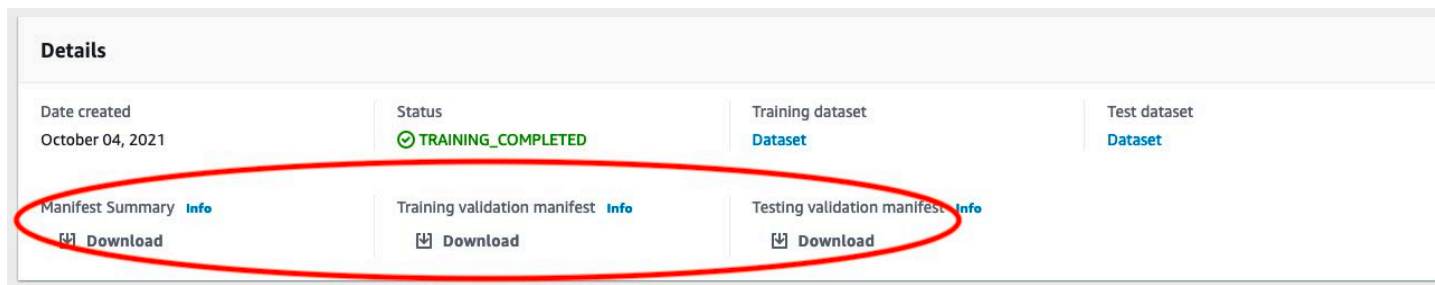 Details
Date created
Status
Training dataset
Test dataset
October 04, 2021
TRAINING_COMPLETED
Dataset
Dataset
Manifest Summary Info
Training validation manifest Info
Testing validation manifest Info
Download
Download
Download